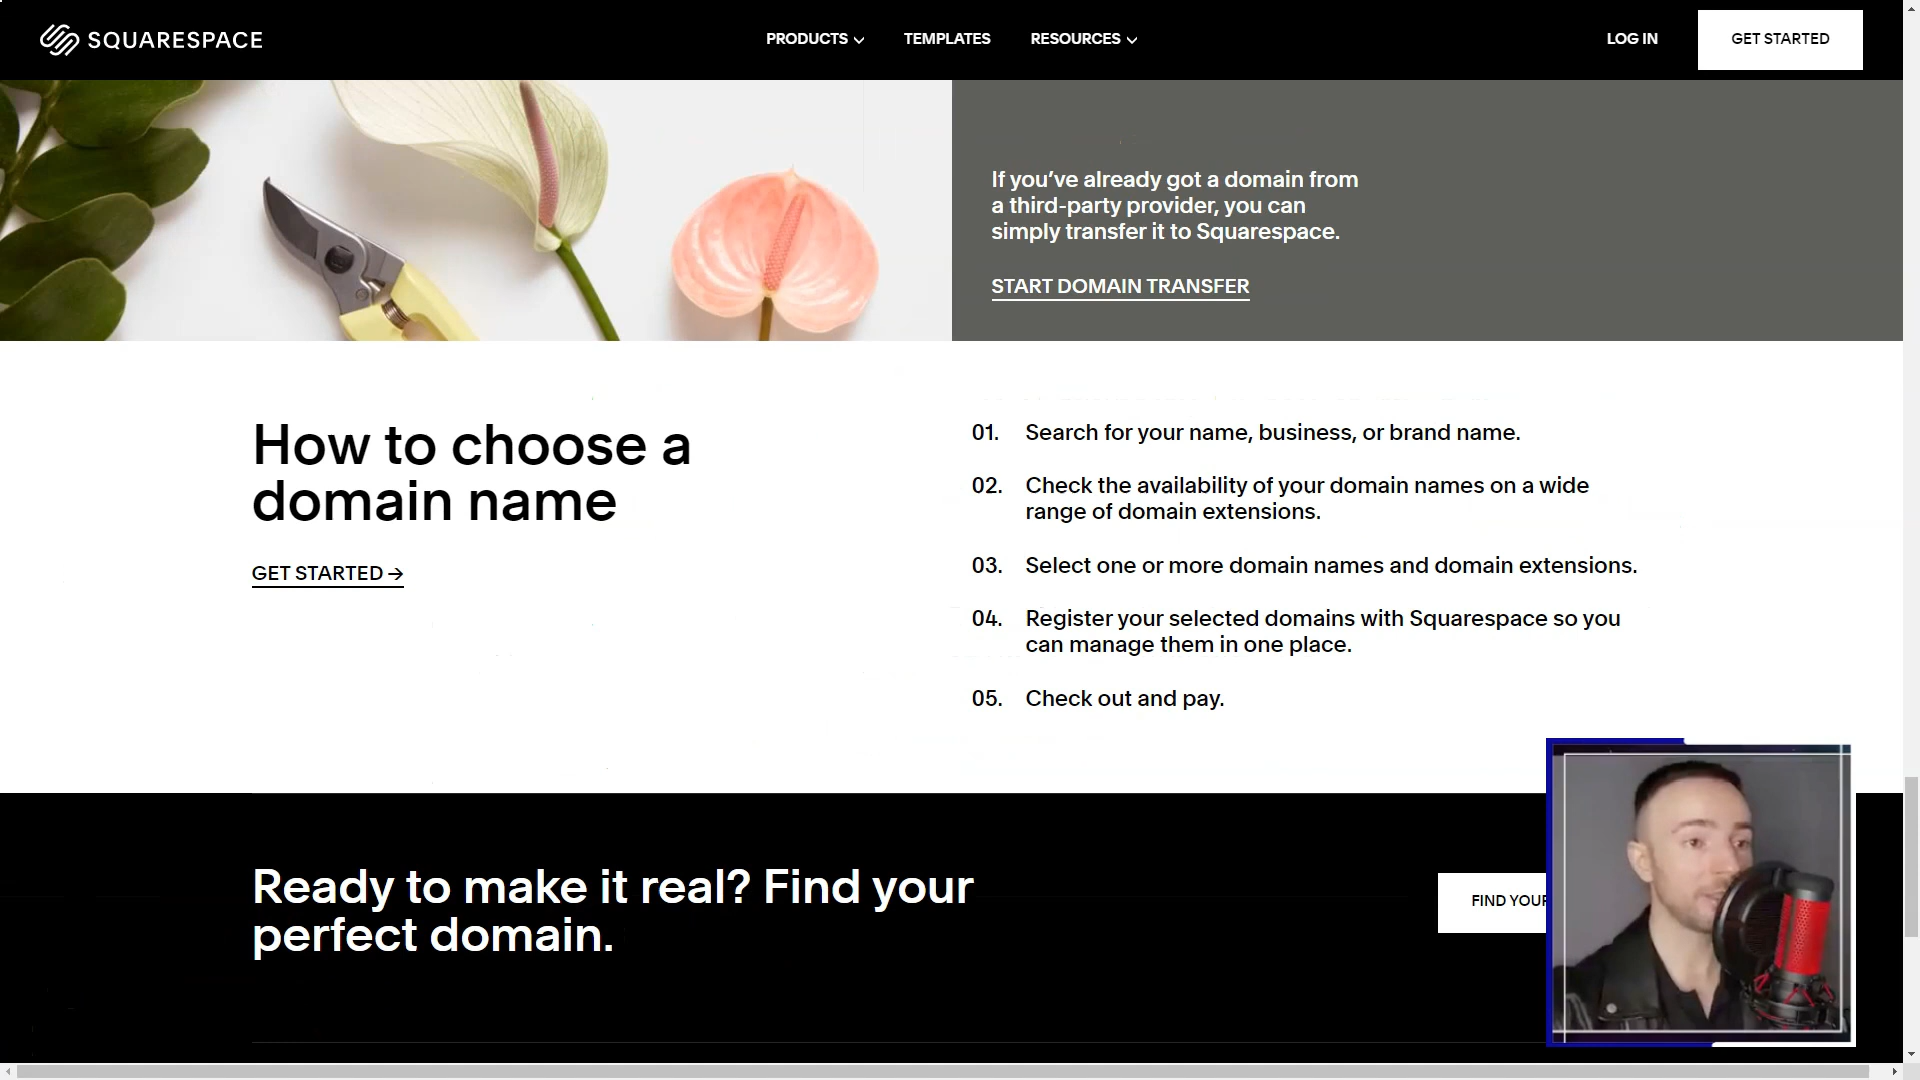 SQUARESPACE
PRODUCTS
TEMPLATES
RESOURCES
LOG IN
GET STARTED
If you’ve already got a domain from
a third-party provider, you can
simply transfer it to Squarespace.
START DOMAIN TRANSFER
How to choose a
domain name
GET STARTED →
01. Search for your name, business, or brand name.
02. Check the availability of your domain names on a wide
range of domain extensions.
03. Select one or more domain names and domain extensions.
04. Register your selected domains with Squarespace so you
can manage them in one place.
05. Check out and pay.
Ready to make it real? Find your
perfect domain.
FIND YOUR